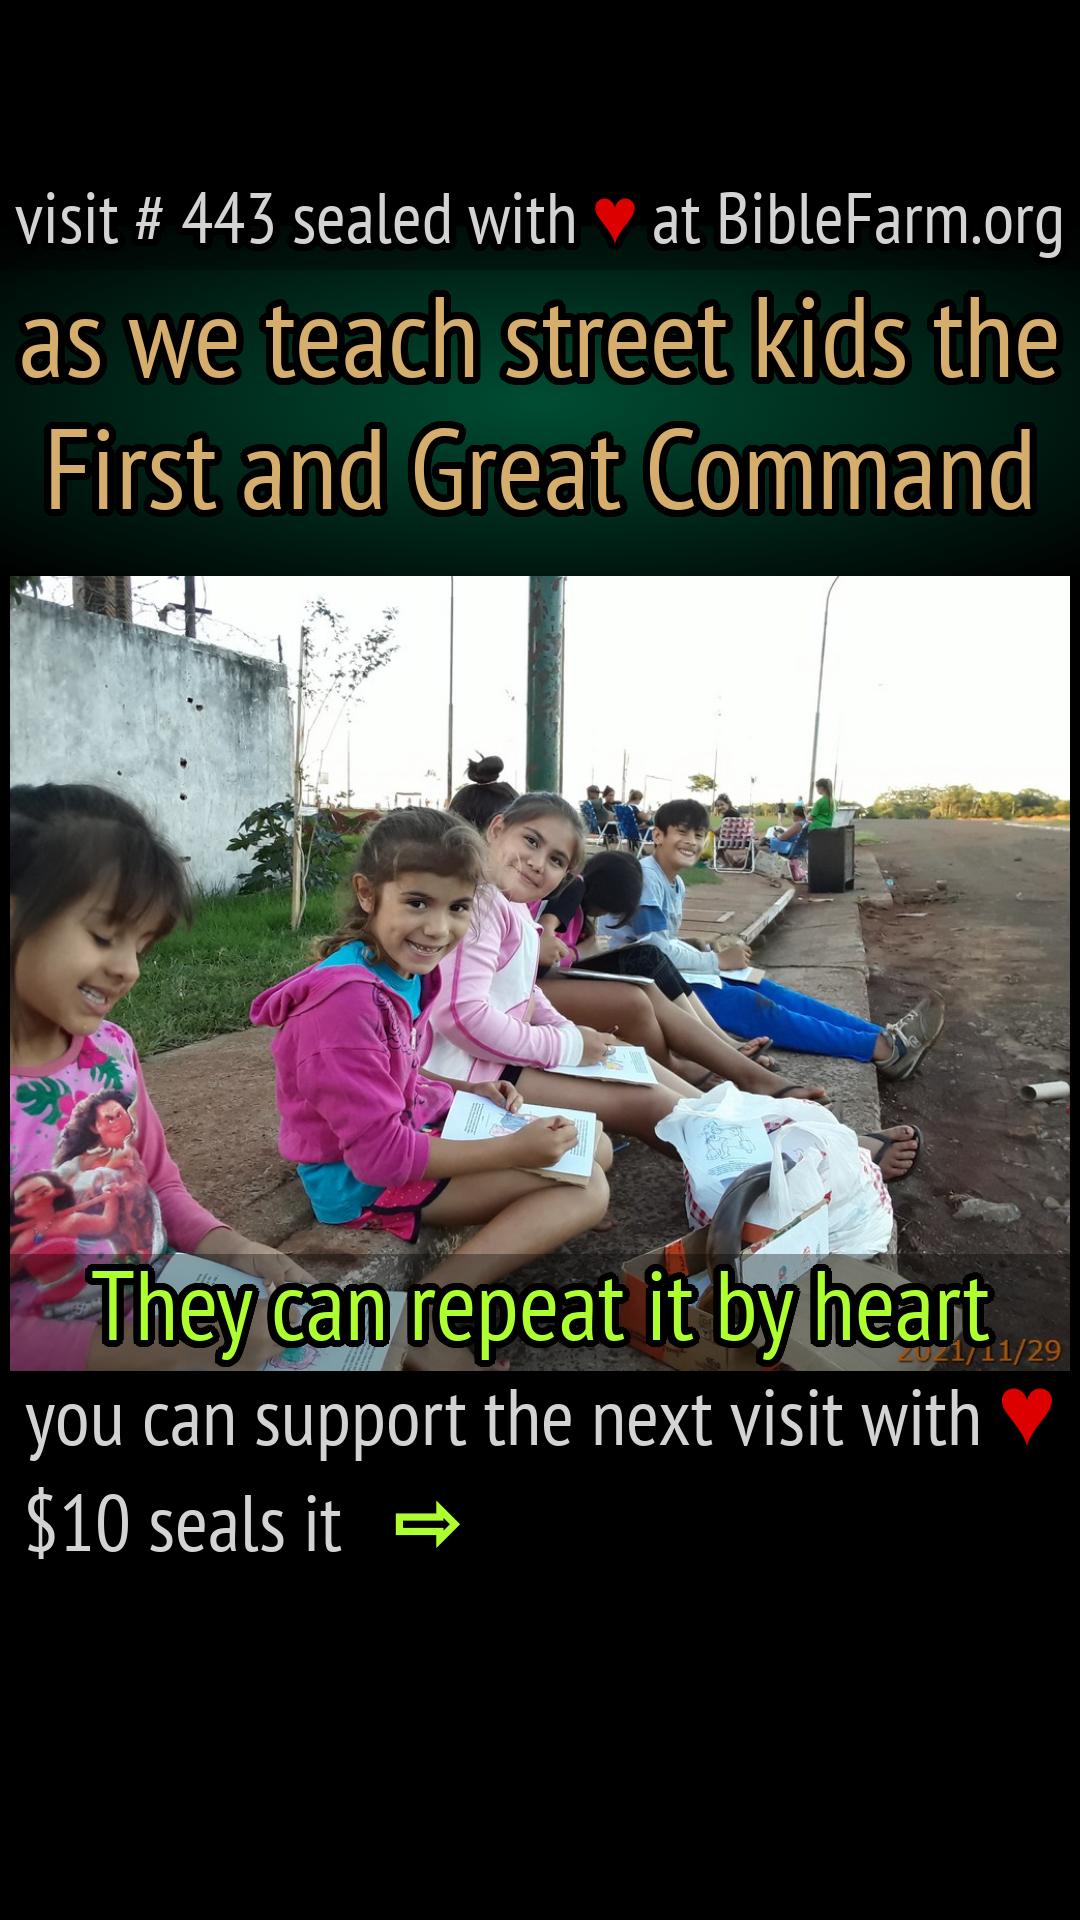 visit # 443 sealed with ♥ at BibleFarm.org
as we teach street kids the
First and Great Command
They can repeat it by heart
2021/11/29
you can support the next visit with ♥
$10 seals it ⇨